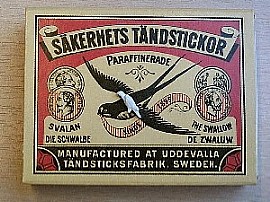 SÄKERHETS TÄNDSTICKOR
PARAFFINERADE
SVALAN
DIE SCHWALBE
THE SWALLOW
DE ZWALUW
MANUFACTURED AT UDDEVALLA
TÄNDSTICKSFABRIK. SWEDEN.